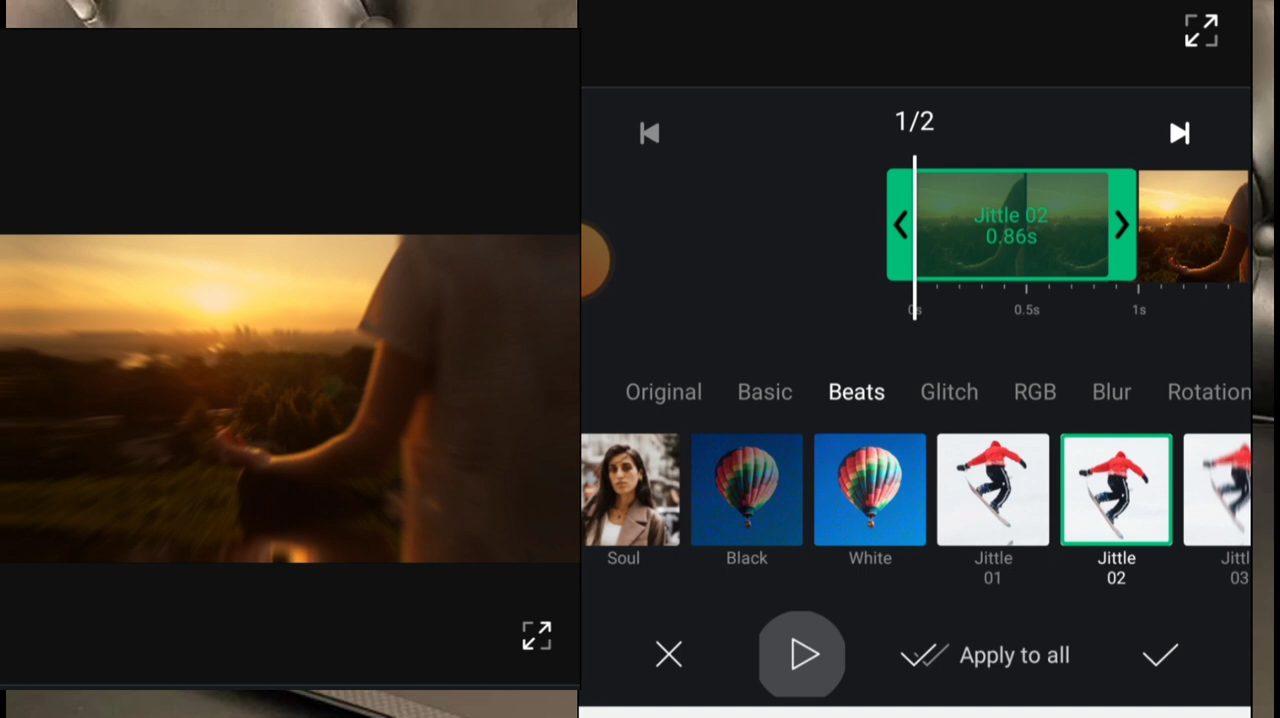 1/2
Jittle 02
0.86s
0.5s
1s
Original Basic Beats Glitch RGB Blur Rotation
Soul Black White Jittle Jittle Jittl
01 02 03
Apply to all